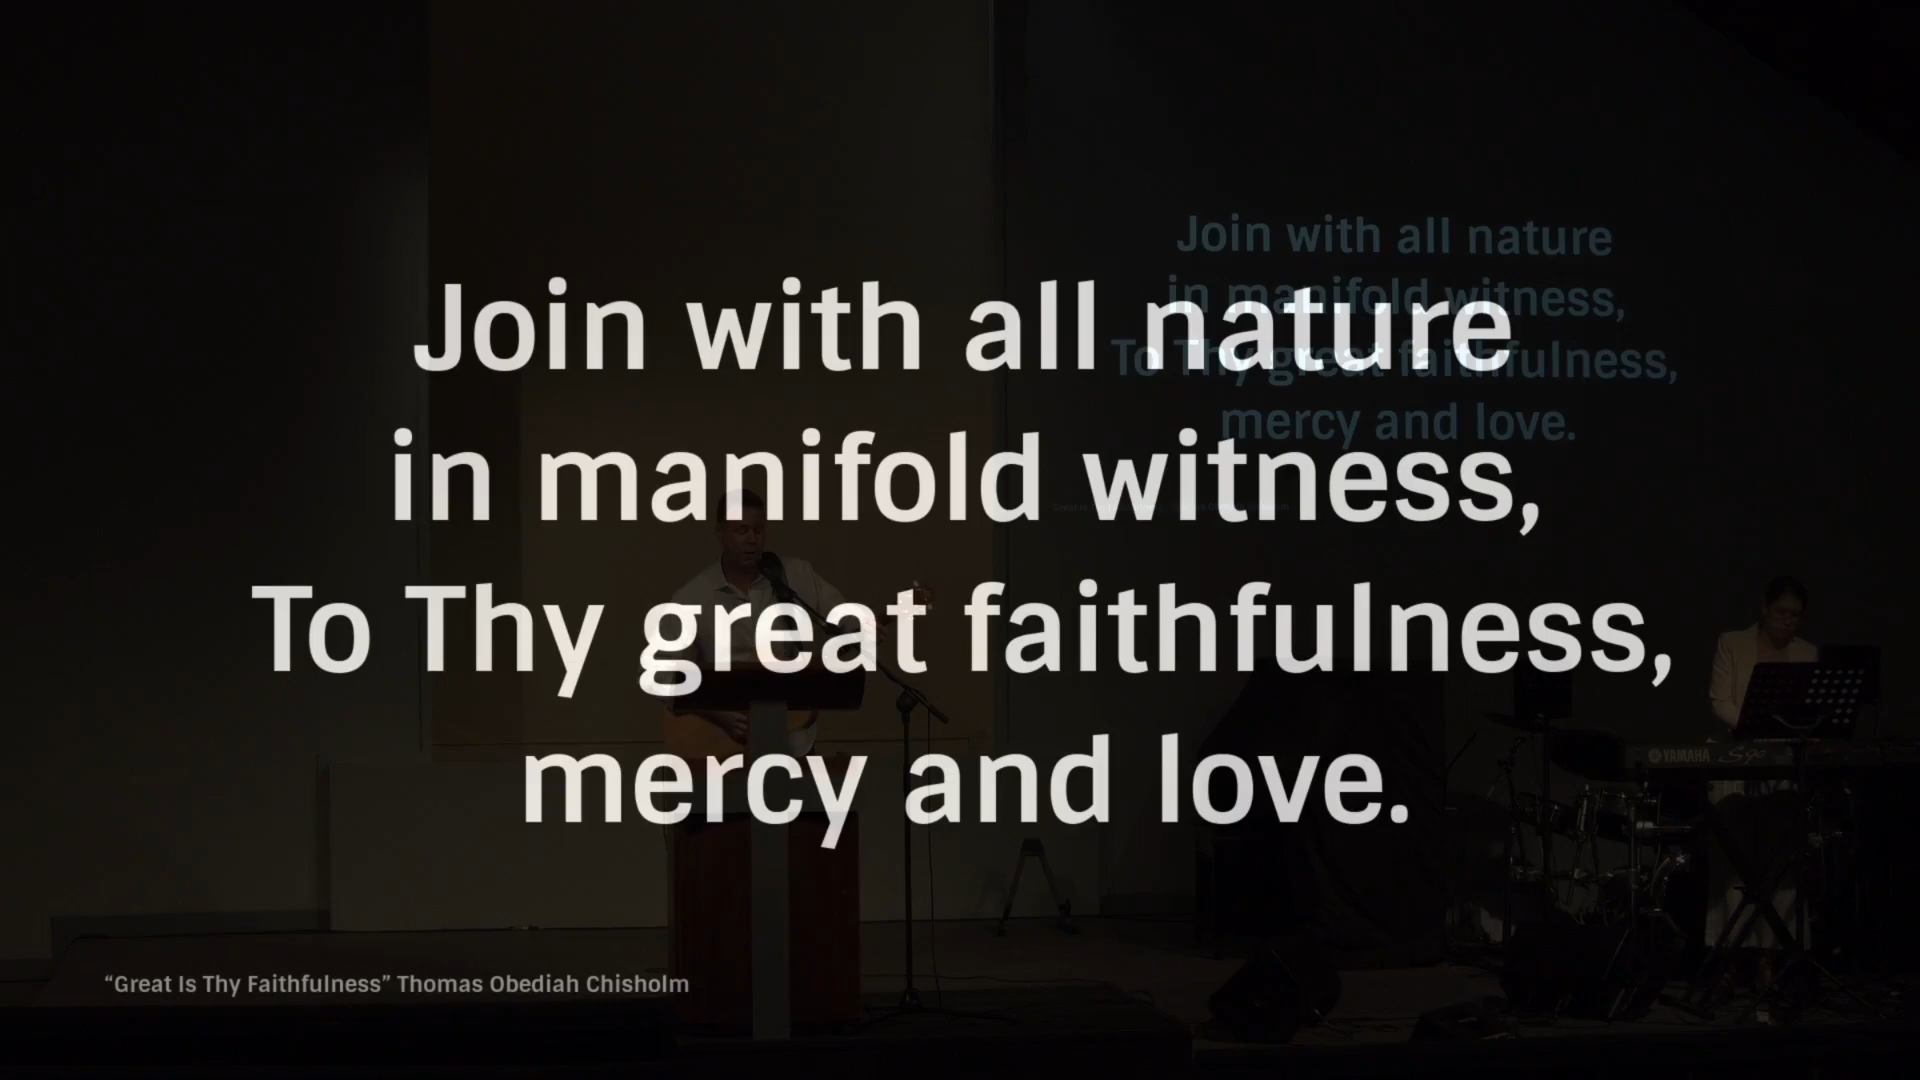 Join with all nature
in manifold witness,
To Thy great faithfulness,
mercy and love.
Join with all nature
in manifold witness,
To Thy great faithfulness,
mercy and love.
YAMAHA S90
“Great Is Thy Faithfulness” Thomas Obediah Chisholm